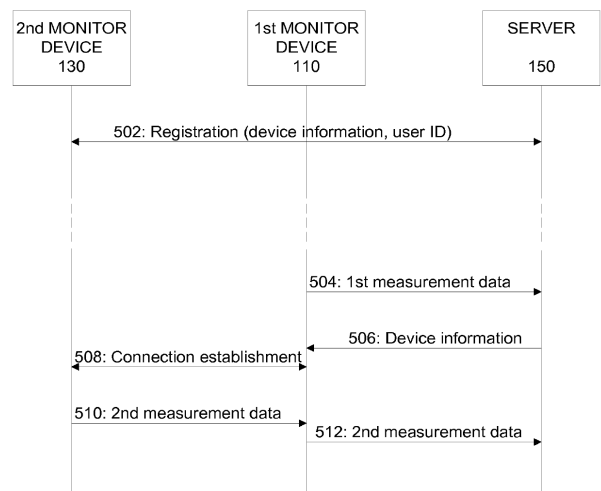 2nd MONITOR
DEVICE
130
1st MONITOR
DEVICE
110
SERVER
150
502: Registration (device information, user ID)
504: 1st measurement data
506: Device information
508: Connection establishment
510: 2nd measurement data
512: 2nd measurement data